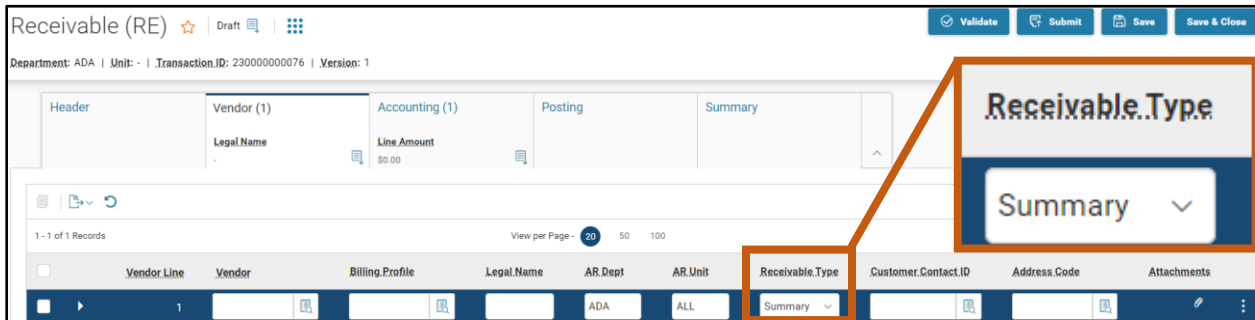 Receivable (RE) Draft Validate Submit Save Save & Close
Department: ADA | Unit: - | Transaction ID: 230000000076 | Version: 1
Header Vendor (1) Accounting (1) Posting Summary
Legal Name Line Amount
- $0.00
Receivable Type
Summary
1 - 1 of 1 Records View per Page - 20 50 100
Vendor Line Vendor Billing Profile Legal Name AR Dept AR Unit Receivable Type Customer Contact ID Address Code Attachments
1 ADA ALL Summary